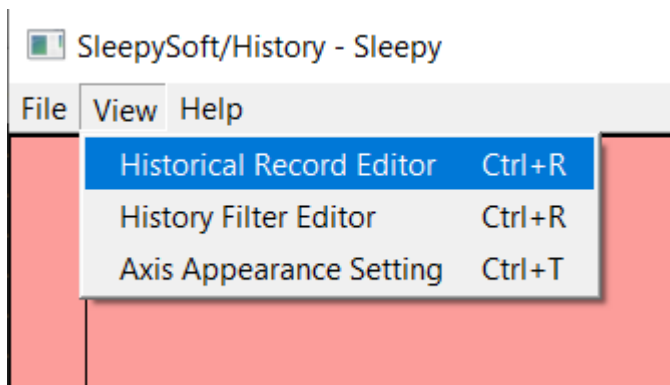 SleepySoft/History - Sleepy
File View Help
Historical Record Editor Ctrl+R
History Filter Editor Ctrl+R
Axis Appearance Setting Ctrl+T